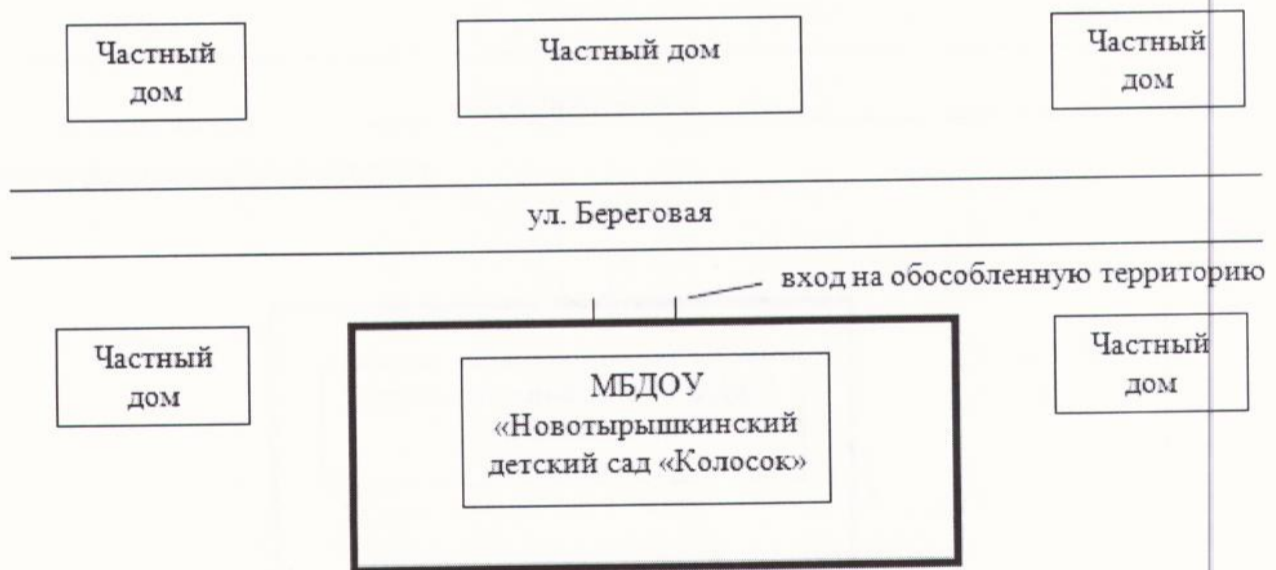 Частный
дом
Частный дом
Частный
дом
ул. Береговая
вход на обособленную территорию
Частный
дом
МБДОУ
«Новотырышкинский
детский сад «Колосок»
Частный
дом